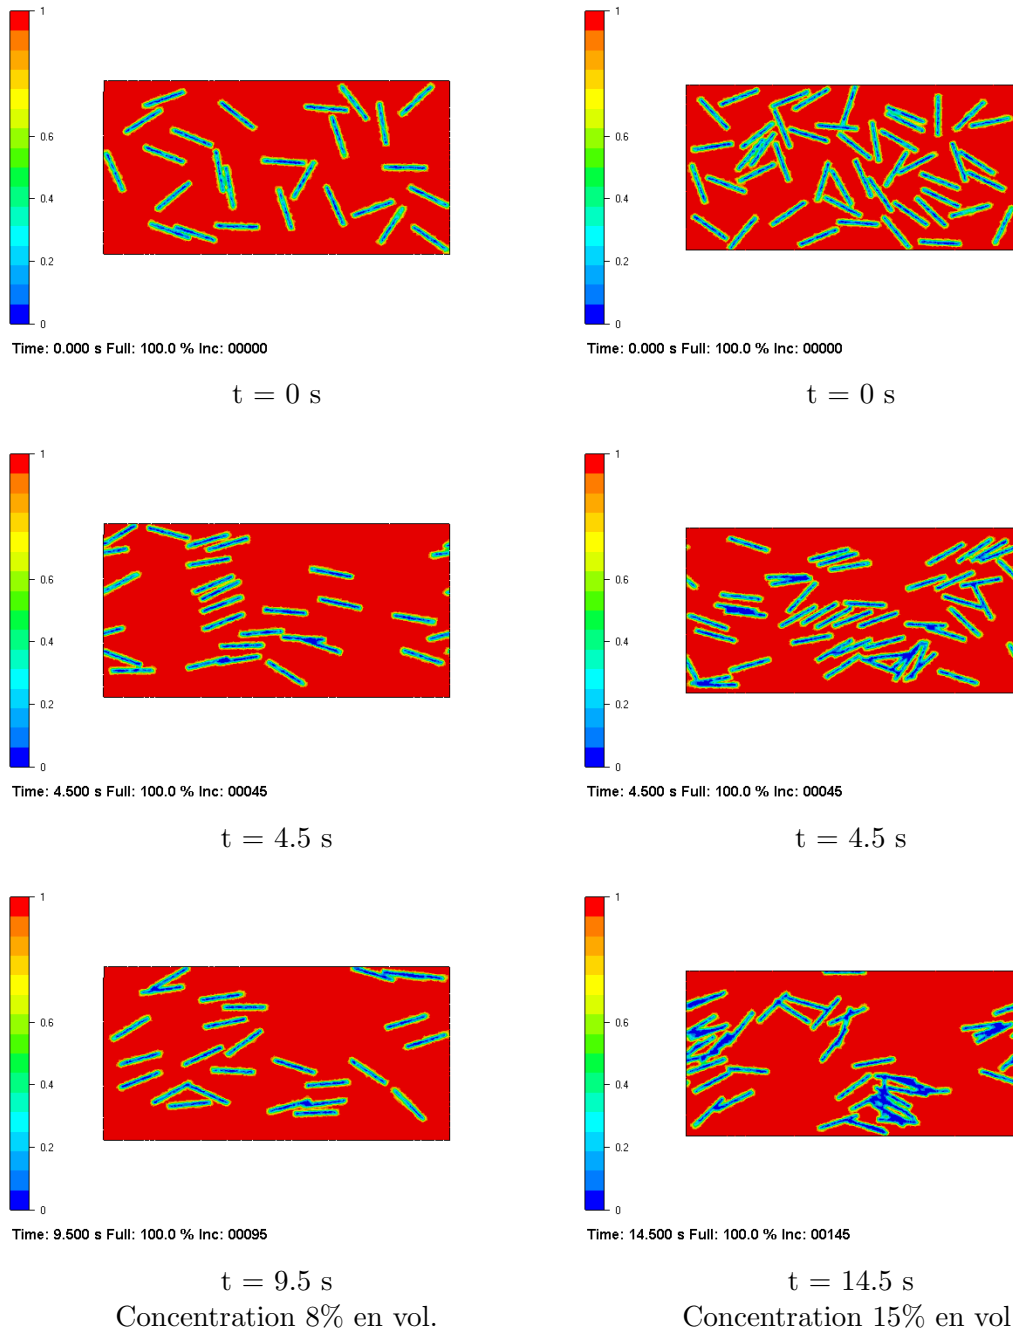 1
0.6
0.4
0.2
0
Time: 0.000 s Full: 100.0 % Inc: 00000
t = 0 s
1
0.6
0.4
0.2
0
Time: 0.000 s Full: 100.0 % Inc: 00000
t = 0 s
1
0.6
0.4
0.2
0
Time: 4.500 s Full: 100.0 % Inc: 00045
t = 4.5 s
1
0.6
0.4
0.2
0
Time: 4.500 s Full: 100.0 % Inc: 00045
t = 4.5 s
1
0.6
0.4
0.2
0
Time: 9.500 s Full: 100.0 % Inc: 00095
t = 9.5 s
Concentration 8% en vol.
1
0.6
0.4
0.2
0
Time: 14.500 s Full: 100.0 % Inc: 00145
t = 14.5 s
Concentration 15% en vol